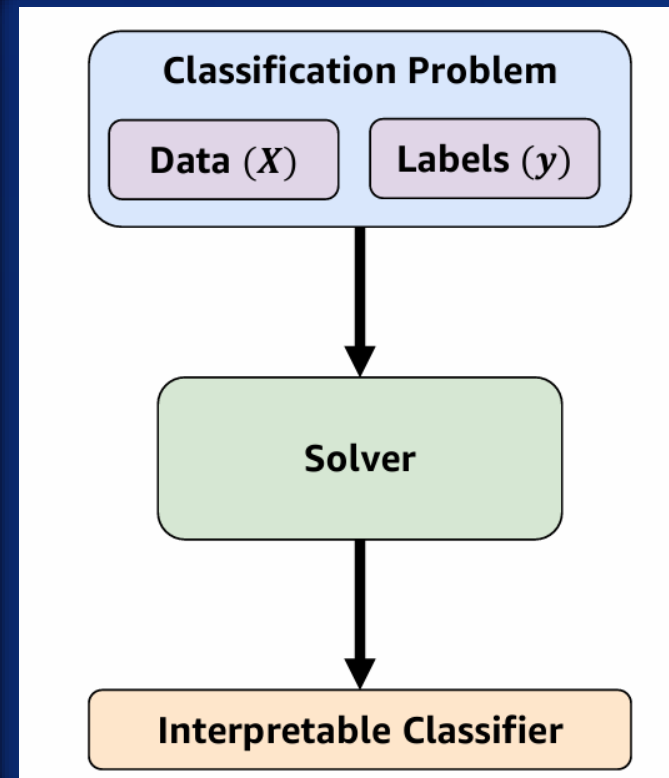 Classification Problem
Data (X)
Labels (y)
Solver
Interpretable Classifier